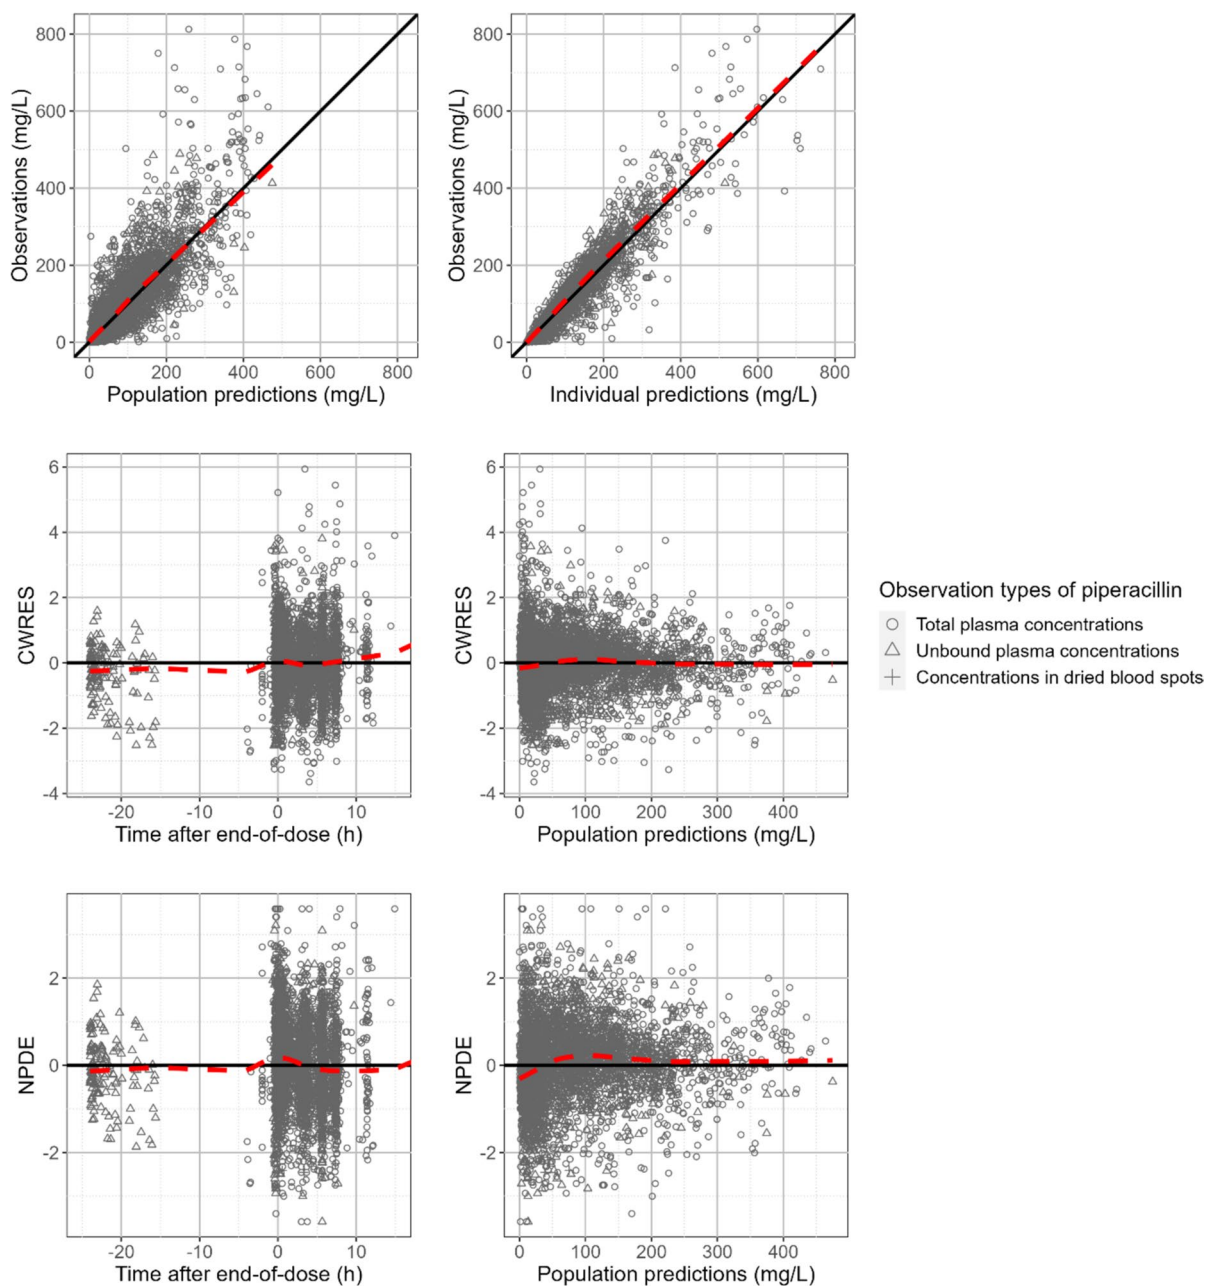 800
600
400
200
0
0 200 400 600 800
Observations (mg/L)
Population predictions (mg/L)
800
600
400
200
0
0 200 400 600 800
Observations (mg/L)
Individual predictions (mg/L)
6
4
2
0
-2
-4
-20 -10 0 10
CWRES
Time after end-of-dose (h)
6
4
2
0
-2
-4
0 100 200 300 400
CWRES
Population predictions (mg/L)
Observation types of piperacillin
Total plasma concentrations
Unbound plasma concentrations
Concentrations in dried blood spots
2
0
-2
-20 -10 0 10
NPDE
Time after end-of-dose (h)
2
0
-2
0 100 200 300 400
NPDE
Population predictions (mg/L)